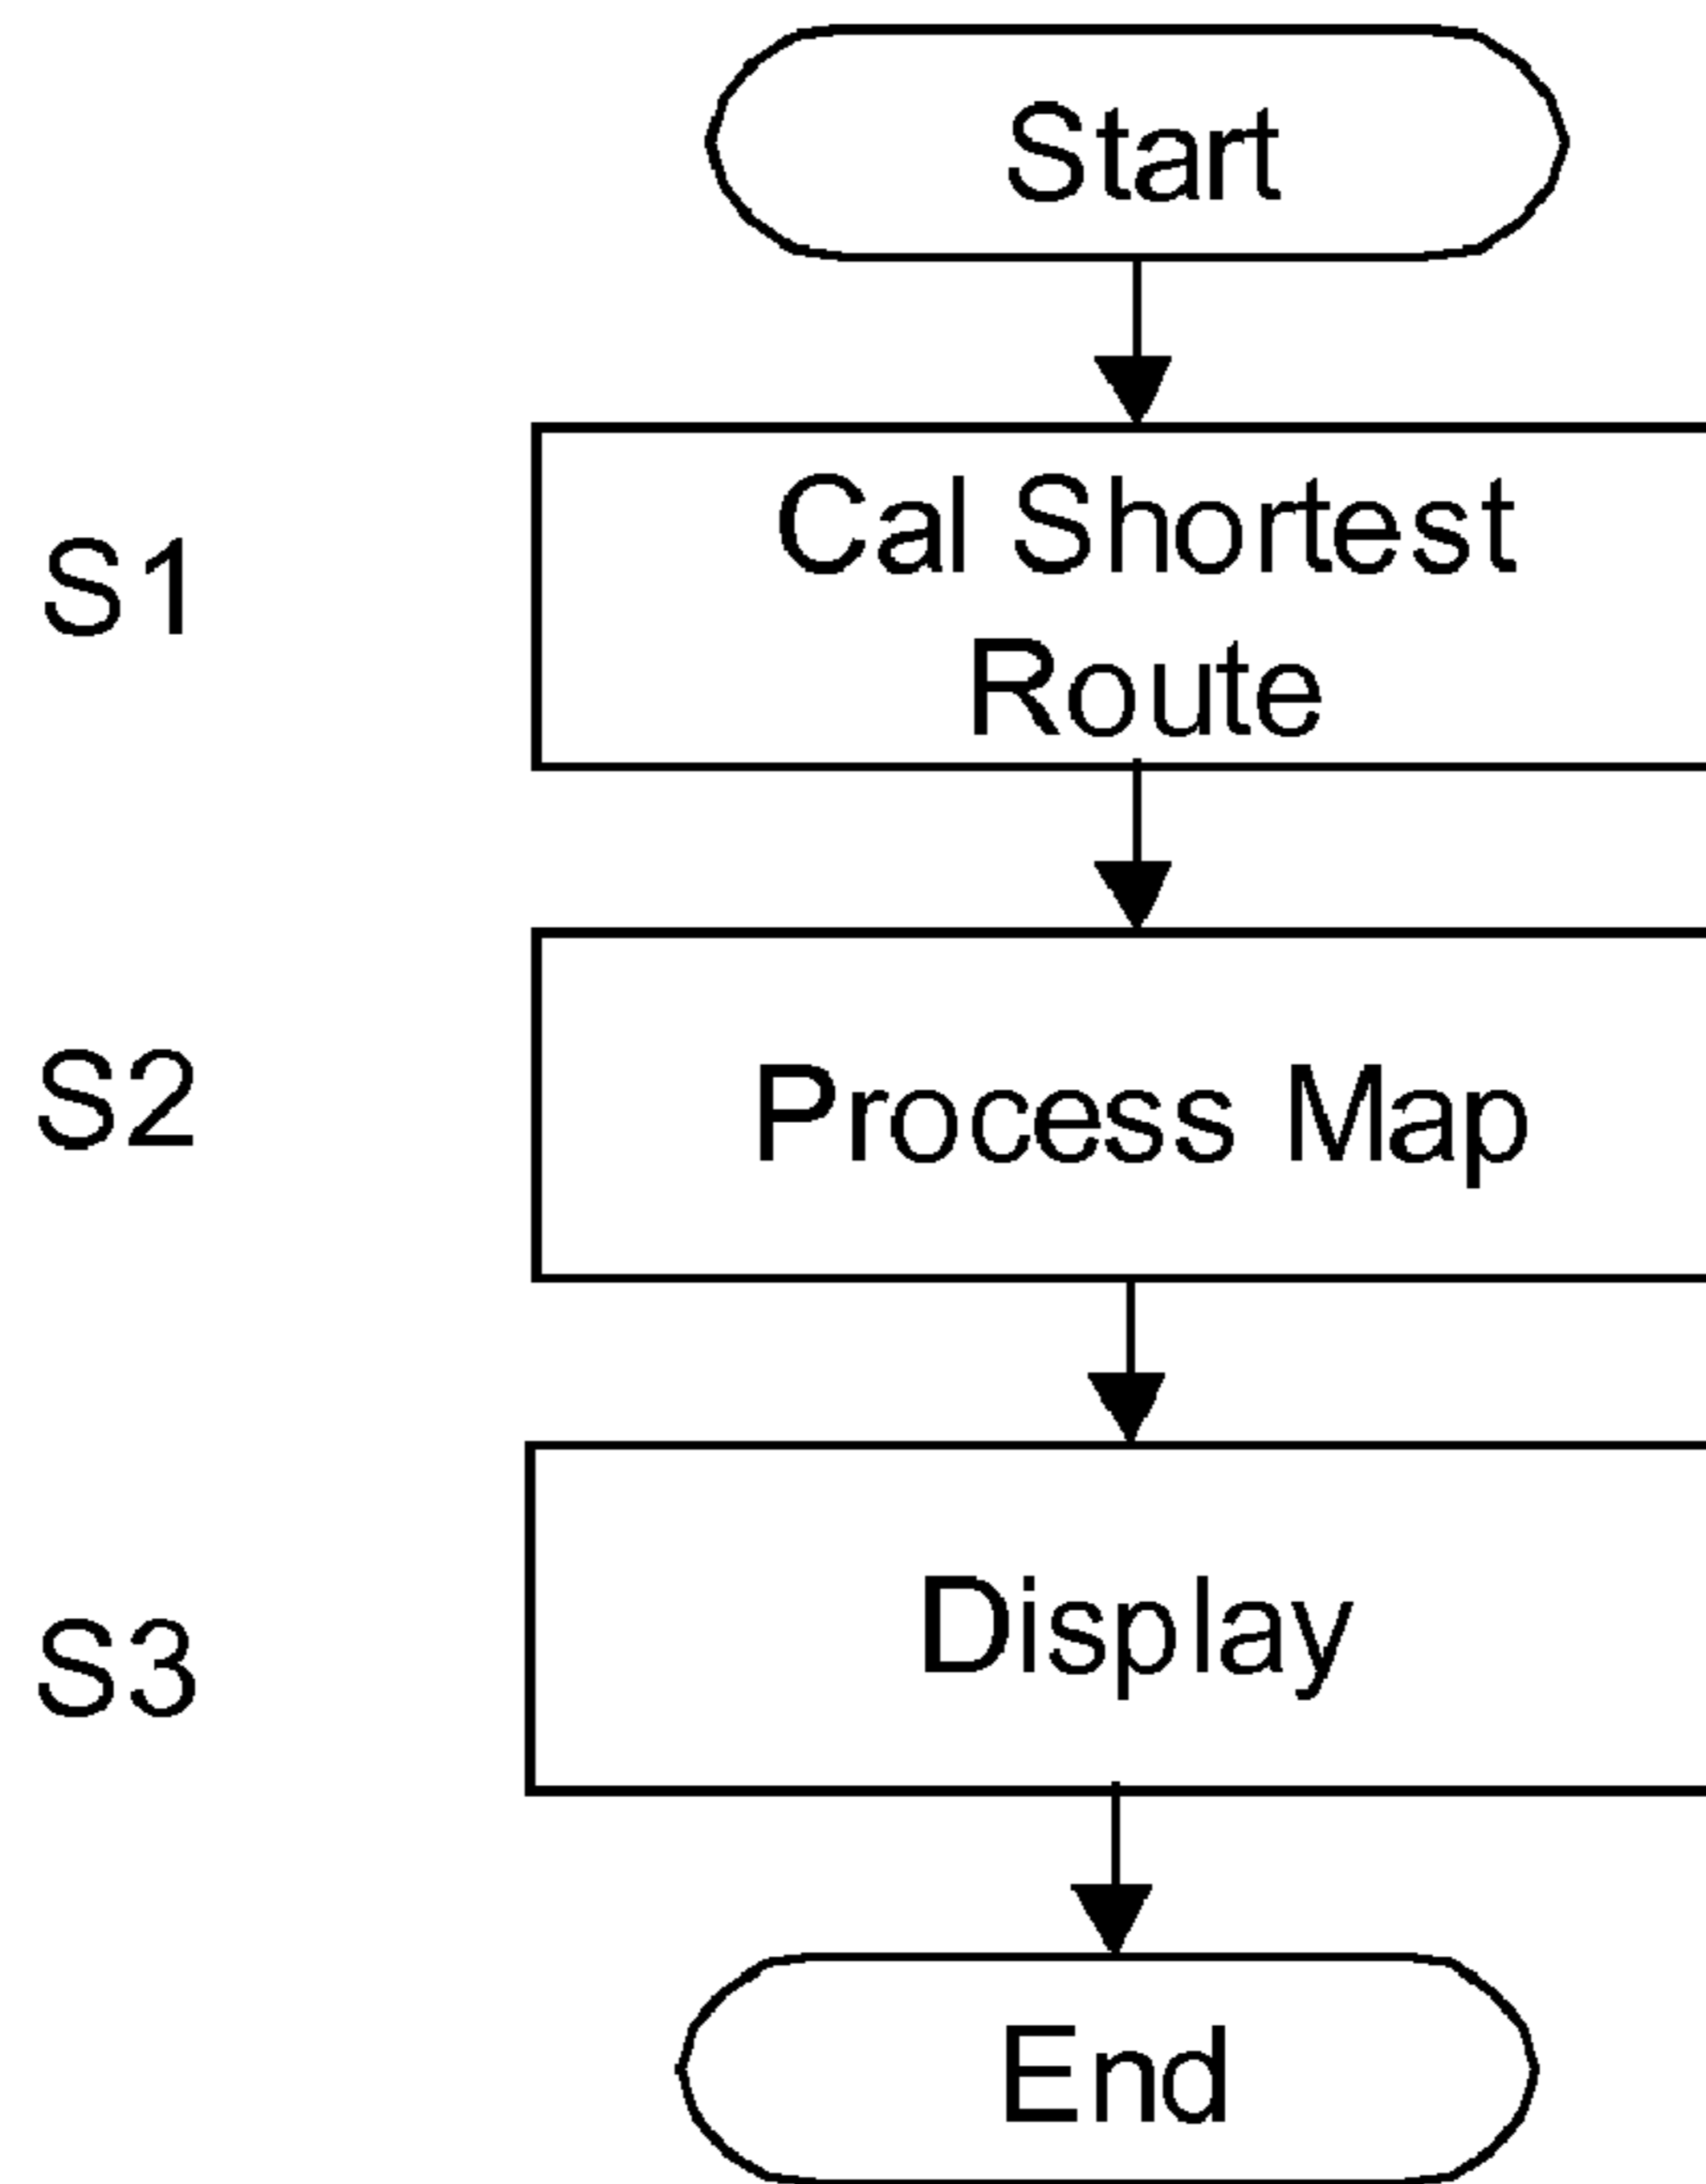 Start
S1
Cal Shortest
Route
S2
Process Map
S3
Display
End